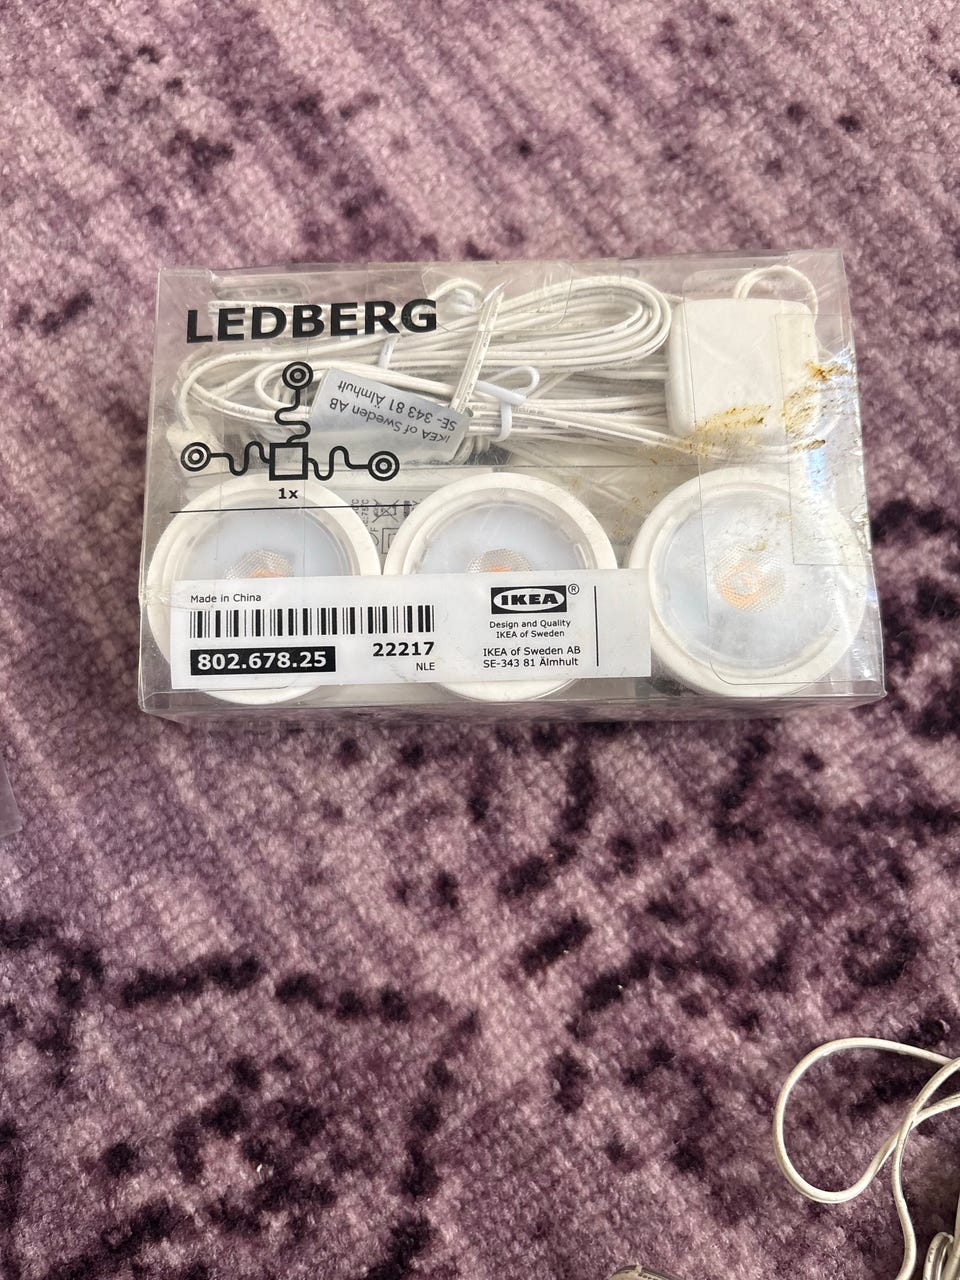 LEDBERG
IKEA of Sweden AB
SE- 343 81 Älmhult
1x
Made in China
802.678.25
22217
NLE
IKEA®
Design and Quality
IKEA of Sweden
IKEA of Sweden AB
SE-343 81 Älmhult